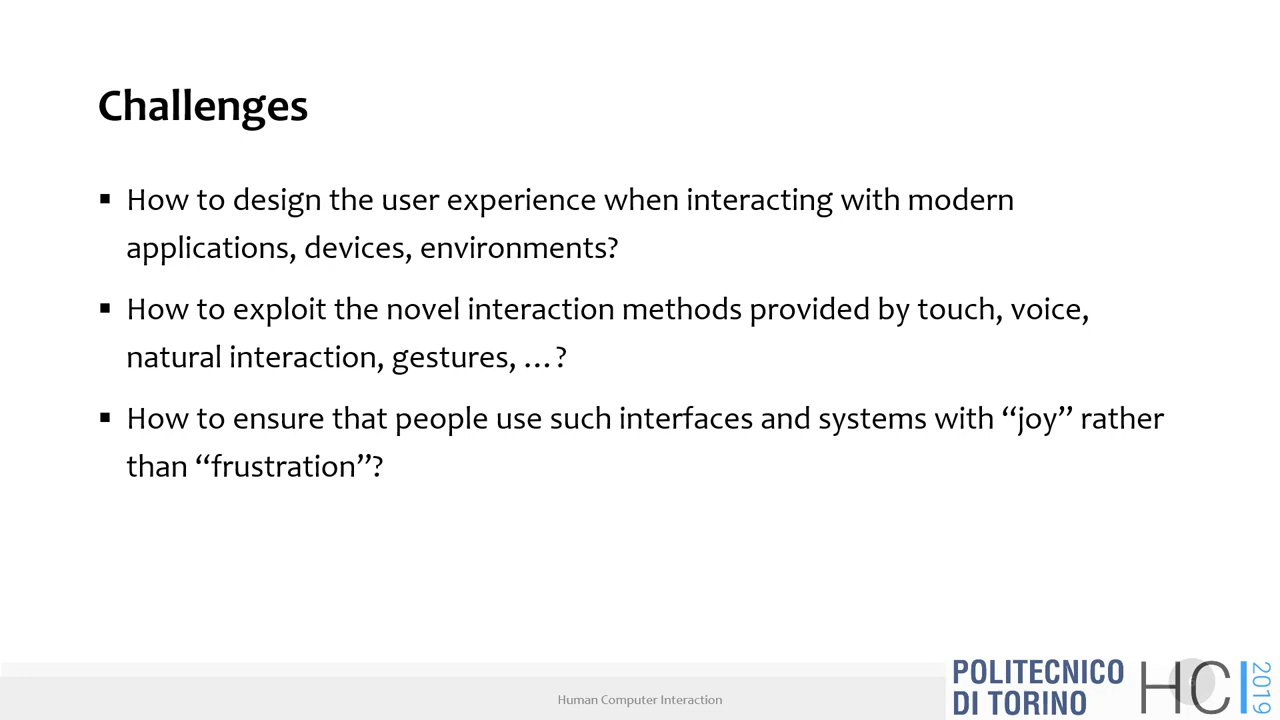 Challenges
▪ How to design the user experience when interacting with modern
applications, devices, environments?
▪ How to exploit the novel interaction methods provided by touch, voice,
natural interaction, gestures, …?
▪ How to ensure that people use such interfaces and systems with “joy” rather
than “frustration”?
Human Computer Interaction
POLITECNICO
DI TORINO
HCI
2019